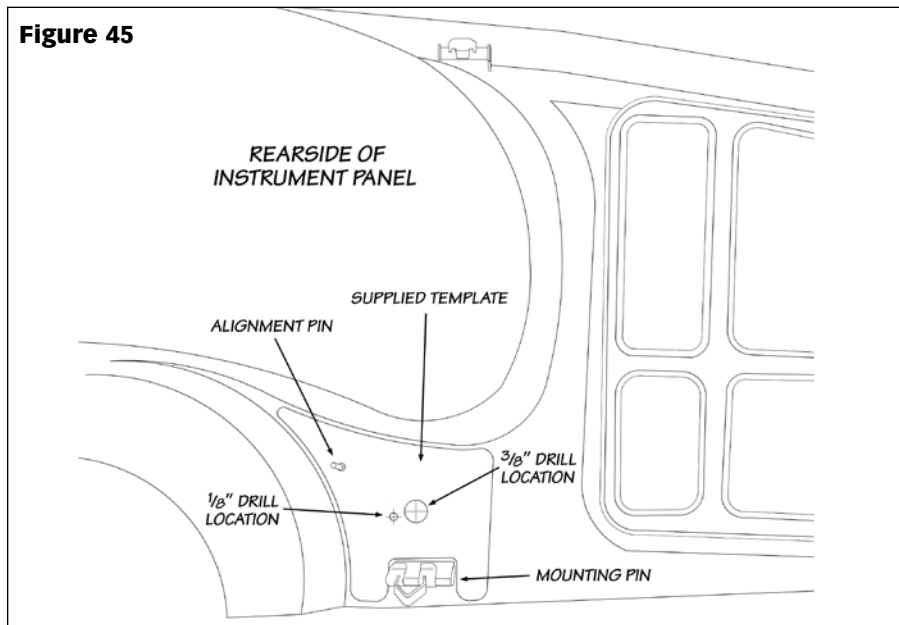 Figure 45
REARSIDE OF
INSTRUMENT PANEL
SUPPLIED TEMPLATE
ALIGNMENT PIN
3/8" DRILL
LOCATION
1/8" DRILL
LOCATION
MOUNTING PIN